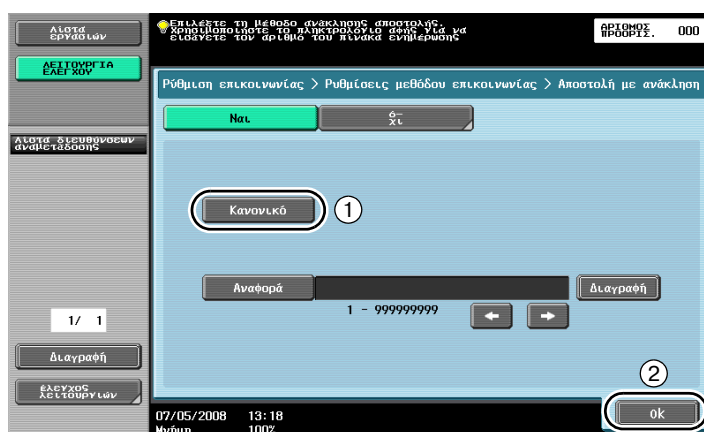 Λίστα
εργασιών
ΛΕΙΤΟΥΡΓΙΑ
ΕΛΕΓΧΟΥ
Επιλέξτε τη μέθοδο ανάκλησης αποστολής.
Χρησιμοποιήστε το πληκτρολόγιο αφής για να
εισάγετε τον αριθμό του πίνακα ενημέρωσης
ΑΡΙΘΜΟΣ
ΠΡΟΟΡΙΣ. 000
Ρύθμιση επικοινωνίας > Ρυθμίσεις μεθόδου επικοινωνίας > Αποστολή με ανάκληση
Ναι
ό-
χι
Λίστα διευθύνσεων
αναμετάδοσης
Κανονικό 1
Αναφορά
Διαγραφή
1 - 999999999
1/ 1
Διαγραφή
έλεγχος
λειτουργιών
2
Ok
07/05/2008 13:18
Μνήμη 100%